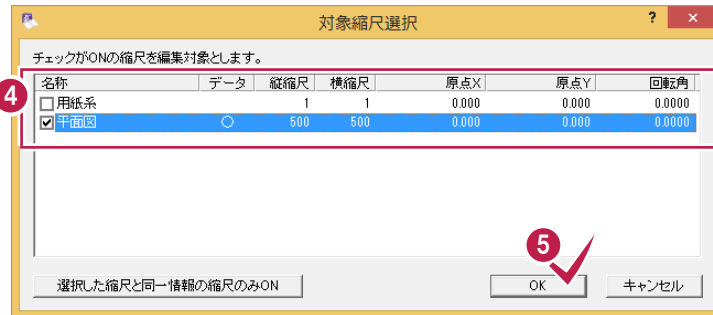 対象縮尺選択
? ×
チェックがONの縮尺を編集対象とします。
名称 データ 縦縮尺 横縮尺 原点X 原点Y 回転角
4
用紙系 1 1 0.000 0.000 0.0000
平面図 ○ 500 500 0.000 0.000 0.0000
5
選択した縮尺と同一情報の縮尺のみON OK キャンセル